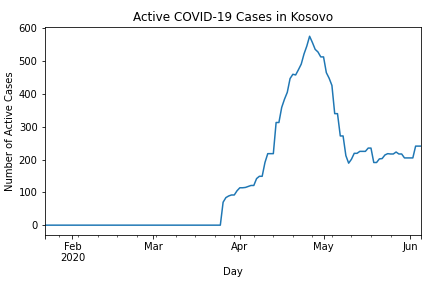 Active COVID-19 Cases in Kosovo
600
500
400
300
200
100
0
Number of Active Cases
Feb
2020
Mar
Apr
May
Jun
Day